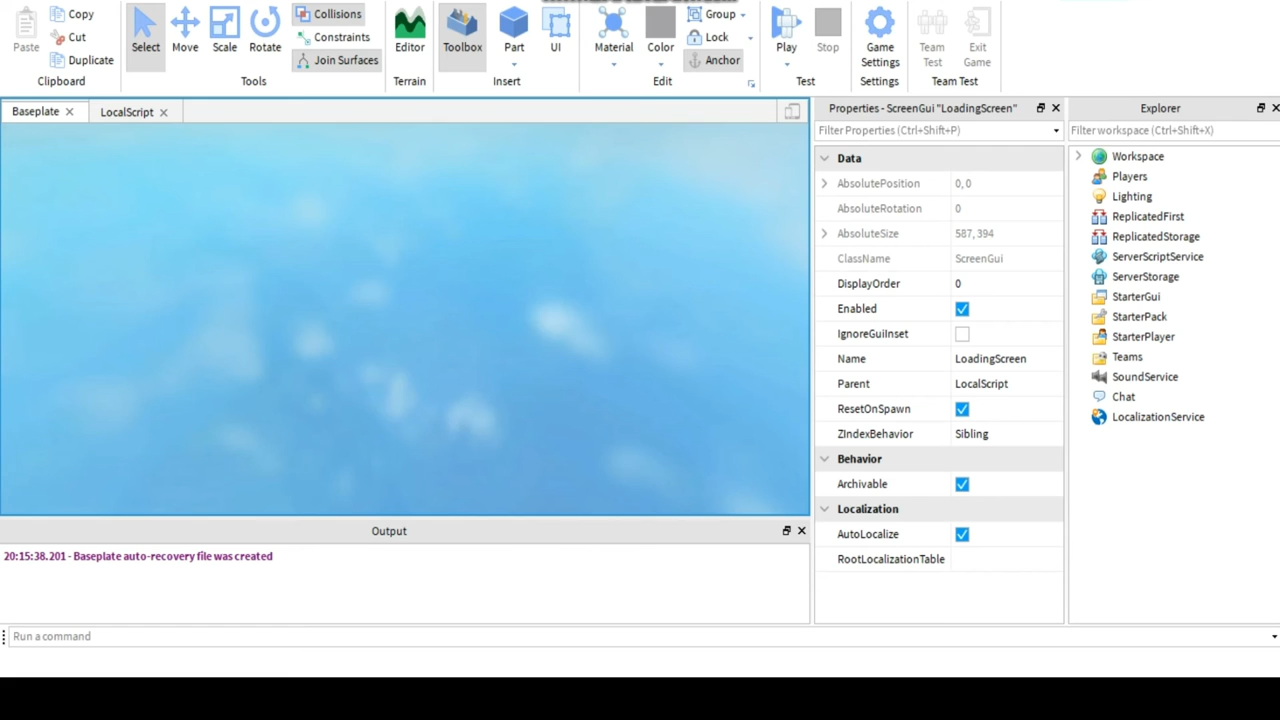 Paste
Copy
Cut
Duplicate
Clipboard
Select
Move
Scale
Rotate
Collisions
Constraints
Join Surfaces
Tools
Editor
Terrain
Toolbox
Part
UI
Insert
Material
Color
Group
Lock
Anchor
Edit
Play
Stop
Test
Game
Settings
Settings
Team
Test
Exit
Game
Team Test
Baseplate
LocalScript
Properties - ScreenGui "LoadingScreen"
Filter Properties (Ctrl+Shift+P)
Data
AbsolutePosition 0, 0
AbsoluteRotation 0
AbsoluteSize 587, 394
ClassName ScreenGui
DisplayOrder 0
Enabled
IgnoreGuiInset
Name LoadingScreen
Parent LocalScript
ResetOnSpawn
ZIndexBehavior Sibling
Behavior
Archivable
Localization
AutoLocalize
RootLocalizationTable
Explorer
Filter workspace (Ctrl+Shift+X)
Workspace
Players
Lighting
ReplicatedFirst
ReplicatedStorage
ServerScriptService
ServerStorage
StarterGui
StarterPack
StarterPlayer
Teams
SoundService
Chat
LocalizationService
Output
20:15:38.201 - Baseplate auto-recovery file was created
Run a command